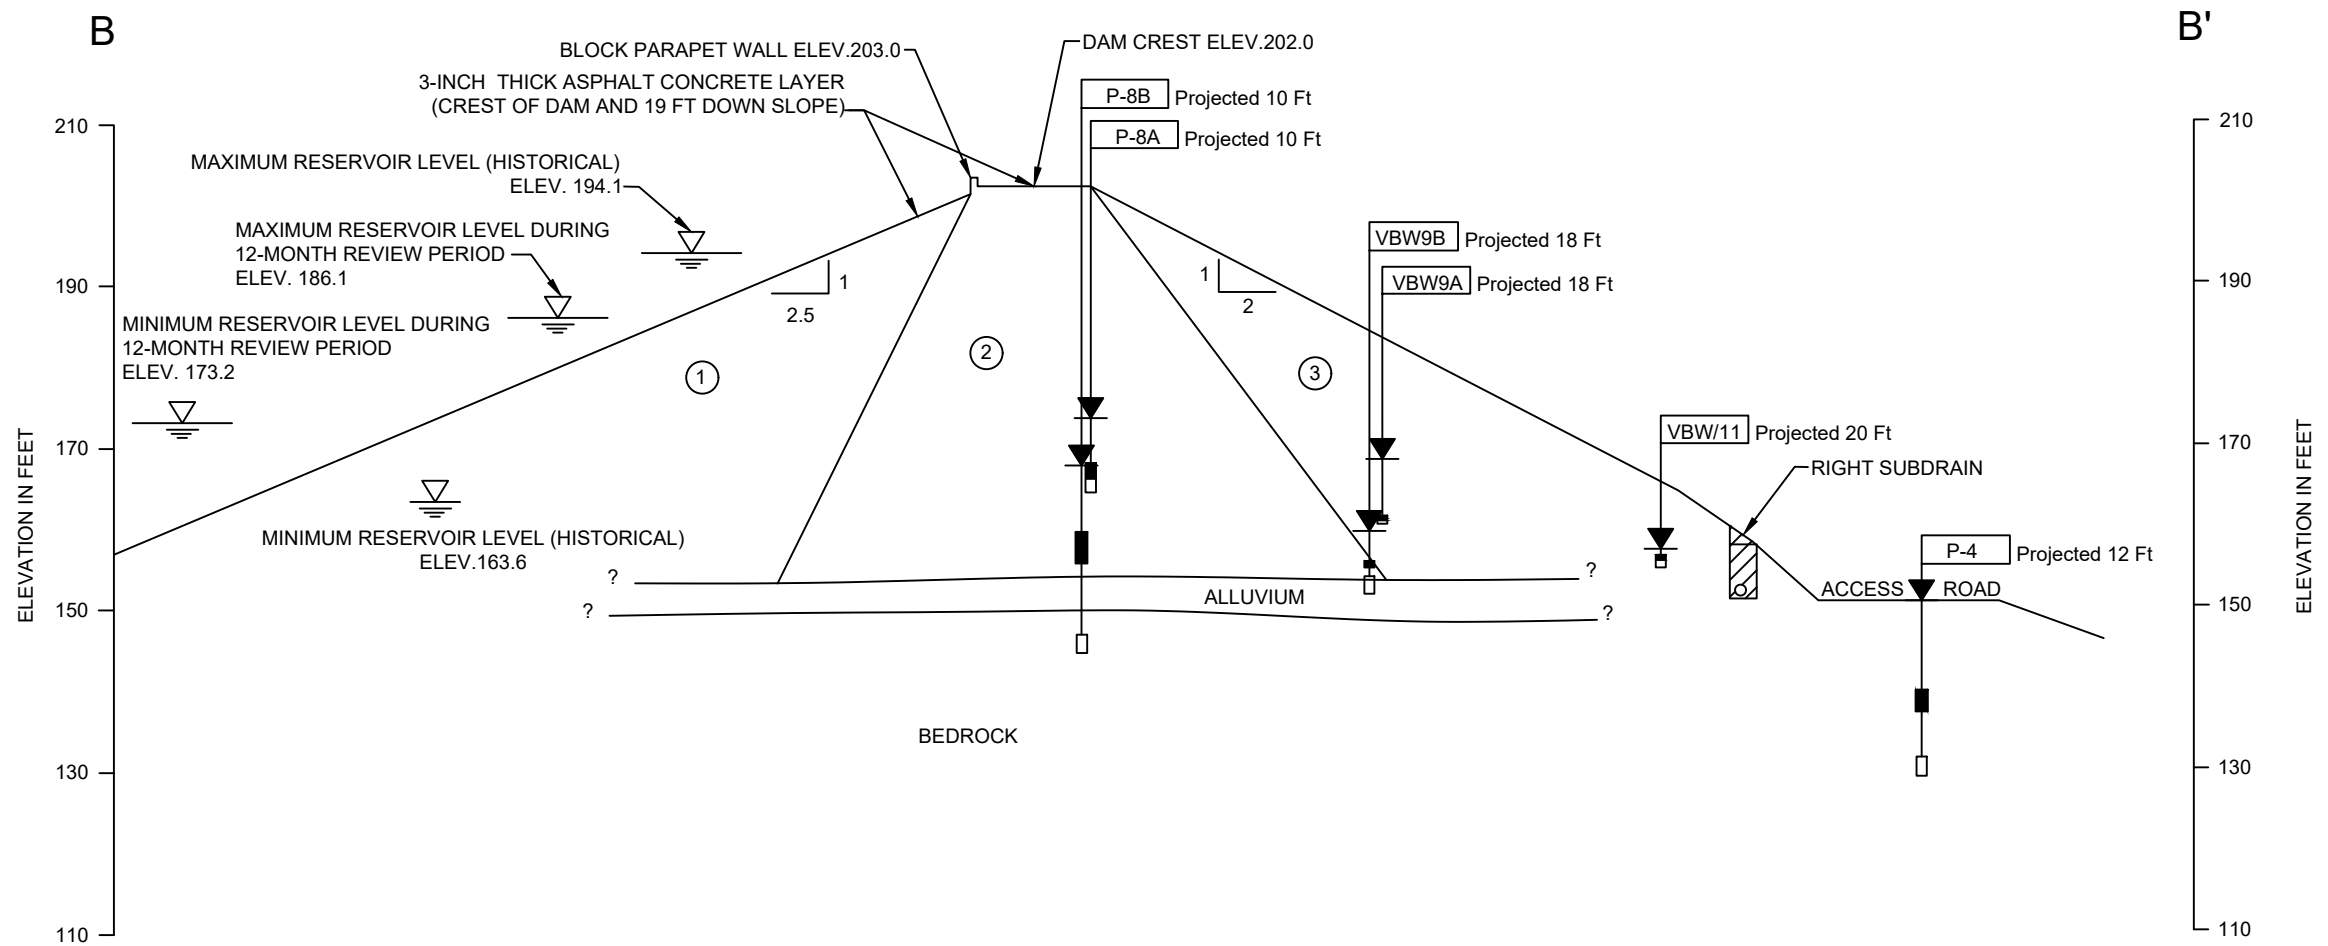 B
B'
BLOCK PARAPET WALL ELEV.203.0
DAM CREST ELEV.202.0
3-INCH THICK ASPHALT CONCRETE LAYER
(CREST OF DAM AND 19 FT DOWN SLOPE)
P-8B Projected 10 Ft
P-8A Projected 10 Ft
210
210
MAXIMUM RESERVOIR LEVEL (HISTORICAL)
ELEV. 194.1
MAXIMUM RESERVOIR LEVEL DURING
12-MONTH REVIEW PERIOD
ELEV. 186.1
VBW9B Projected 18 Ft
VBW9A Projected 18 Ft
190
1
2.5
1
2
190
MINIMUM RESERVOIR LEVEL DURING
12-MONTH REVIEW PERIOD
ELEV. 173.2
1
2
3
VBW/11 Projected 20 Ft
RIGHT SUBDRAIN
170
170
MINIMUM RESERVOIR LEVEL (HISTORICAL)
ELEV.163.6
P-4 Projected 12 Ft
? ?
ALLUVIUM
ACCESS ROAD
? ?
150
150
BEDROCK
130
130
110
110
ELEVATION IN FEET
ELEVATION IN FEET